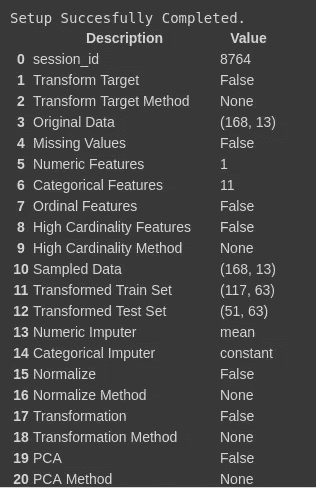 Setup Succesfully Completed.
Description Value
0 session_id 8764
1 Transform Target False
2 Transform Target Method None
3 Original Data (168, 13)
4 Missing Values False
5 Numeric Features 1
6 Categorical Features 11
7 Ordinal Features False
8 High Cardinality Features False
9 High Cardinality Method None
10 Sampled Data (168, 13)
11 Transformed Train Set (117, 63)
12 Transformed Test Set (51, 63)
13 Numeric Imputer mean
14 Categorical Imputer constant
15 Normalize False
16 Normalize Method None
17 Transformation False
18 Transformation Method None
19 PCA False
20 PCA Method None